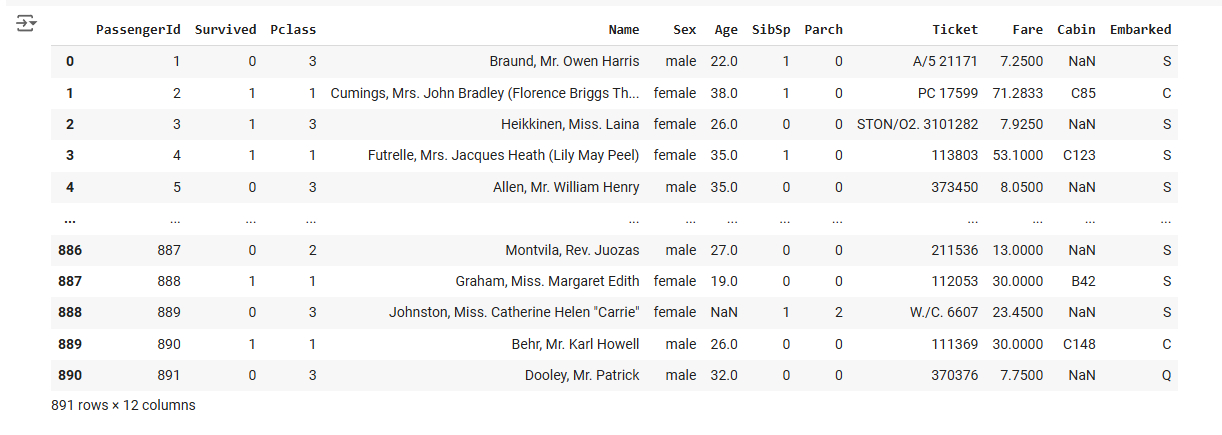 PassengerId Survived Pclass Name Sex Age SibSp Parch Ticket Fare Cabin Embarked
0 1 0 3 Braund, Mr. Owen Harris male 22.0 1 0 A/5 21171 7.2500 NaN S
1 2 1 1 Cumings, Mrs. John Bradley (Florence Briggs Th... female 38.0 1 0 PC 17599 71.2833 C85 C
2 3 1 3 Heikkinen, Miss. Laina female 26.0 0 0 STON/O2. 3101282 7.9250 NaN S
3 4 1 1 Futrelle, Mrs. Jacques Heath (Lily May Peel) female 35.0 1 0 113803 53.1000 C123 S
4 5 0 3 Allen, Mr. William Henry male 35.0 0 0 373450 8.0500 NaN S
... ... ... ... ... ... ... ... ... ... ... ... ...
886 887 0 2 Montvila, Rev. Juozas male 27.0 0 0 211536 13.0000 NaN S
887 888 1 1 Graham, Miss. Margaret Edith female 19.0 0 0 112053 30.0000 B42 S
888 889 0 3 Johnston, Miss. Catherine Helen "Carrie" female NaN 1 2 W./C. 6607 23.4500 NaN S
889 890 1 1 Behr, Mr. Karl Howell male 26.0 0 0 111369 30.0000 C148 C
890 891 0 3 Dooley, Mr. Patrick male 32.0 0 0 370376 7.7500 NaN Q
891 rows × 12 columns